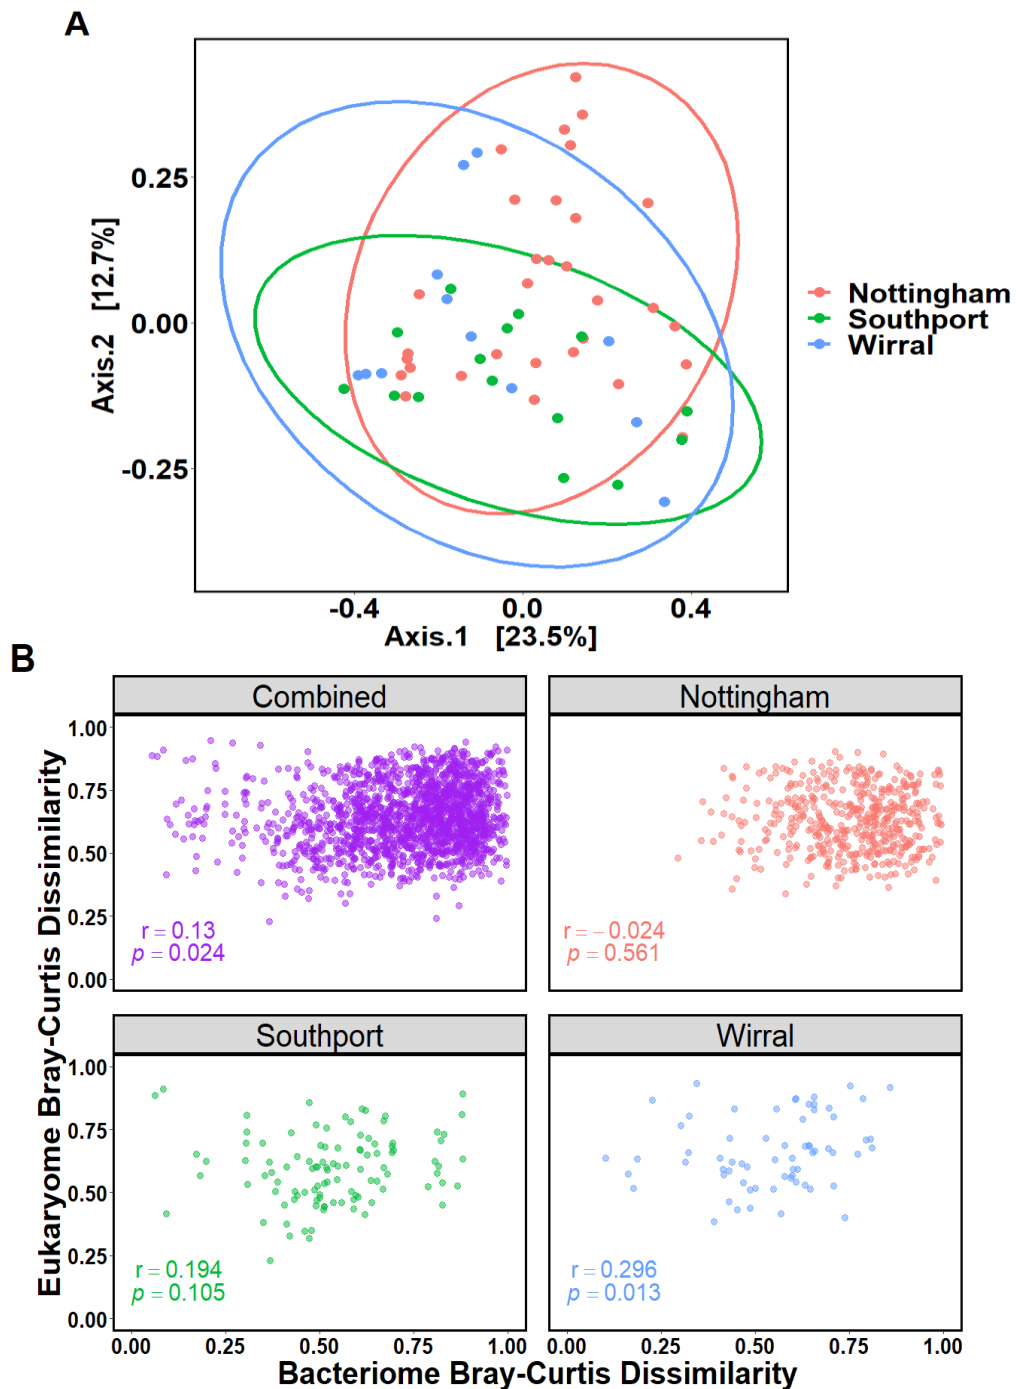 A
0.25
0.00
-0.25
Axis.2 [12.7%]
-0.4 0.0 0.4
Axis.1 [23.5%]
Nottingham
Southport
Wirral
B
Combined
Nottingham
1.00
0.75
0.50
0.25
0.00
r = 0.13
p = 0.024
r = − 0.024
p = 0.561
Southport
Wirral
1.00
0.75
0.50
0.25
0.00
r = 0.194
p = 0.105
r = 0.296
p = 0.013
0.00 0.25 0.50 0.75 1.00
0.00 0.25 0.50 0.75 1.00
Eukaryome Bray-Curtis Dissimilarity
Bacteriome Bray-Curtis Dissimilarity